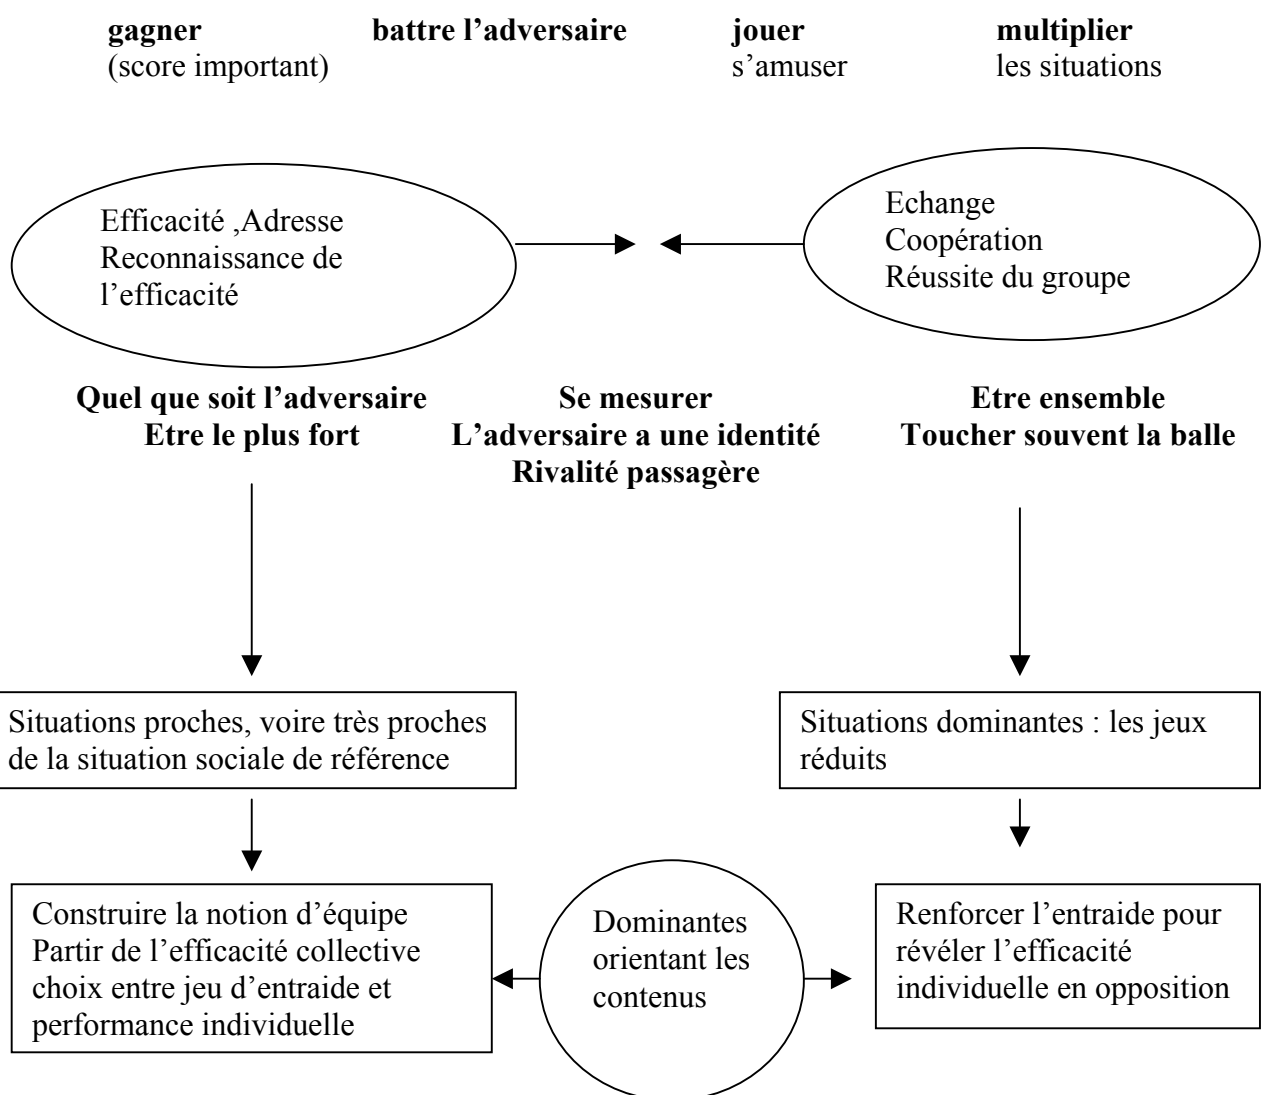 gagner battre l’adversaire jouer multiplier
(score important) s’amuser les situations
Efficacité ,Adresse
Reconnaissance de
l’efficacité
Echange
Coopération
Réussite du groupe
Quel que soit l’adversaire
Etre le plus fort
Se mesurer
L’adversaire a une identité
Rivalité passagère
Etre ensemble
Toucher souvent la balle
Situations proches, voire très proches
de la situation sociale de référence
Situations dominantes : les jeux
réduits
Construire la notion d’équipe
Partir de l’efficacité collective
choix entre jeu d’entraide et
performance individuelle
Dominantes
orientant les
contenus
Renforcer l’entraide pour
révéler l’efficacité
individuelle en opposition